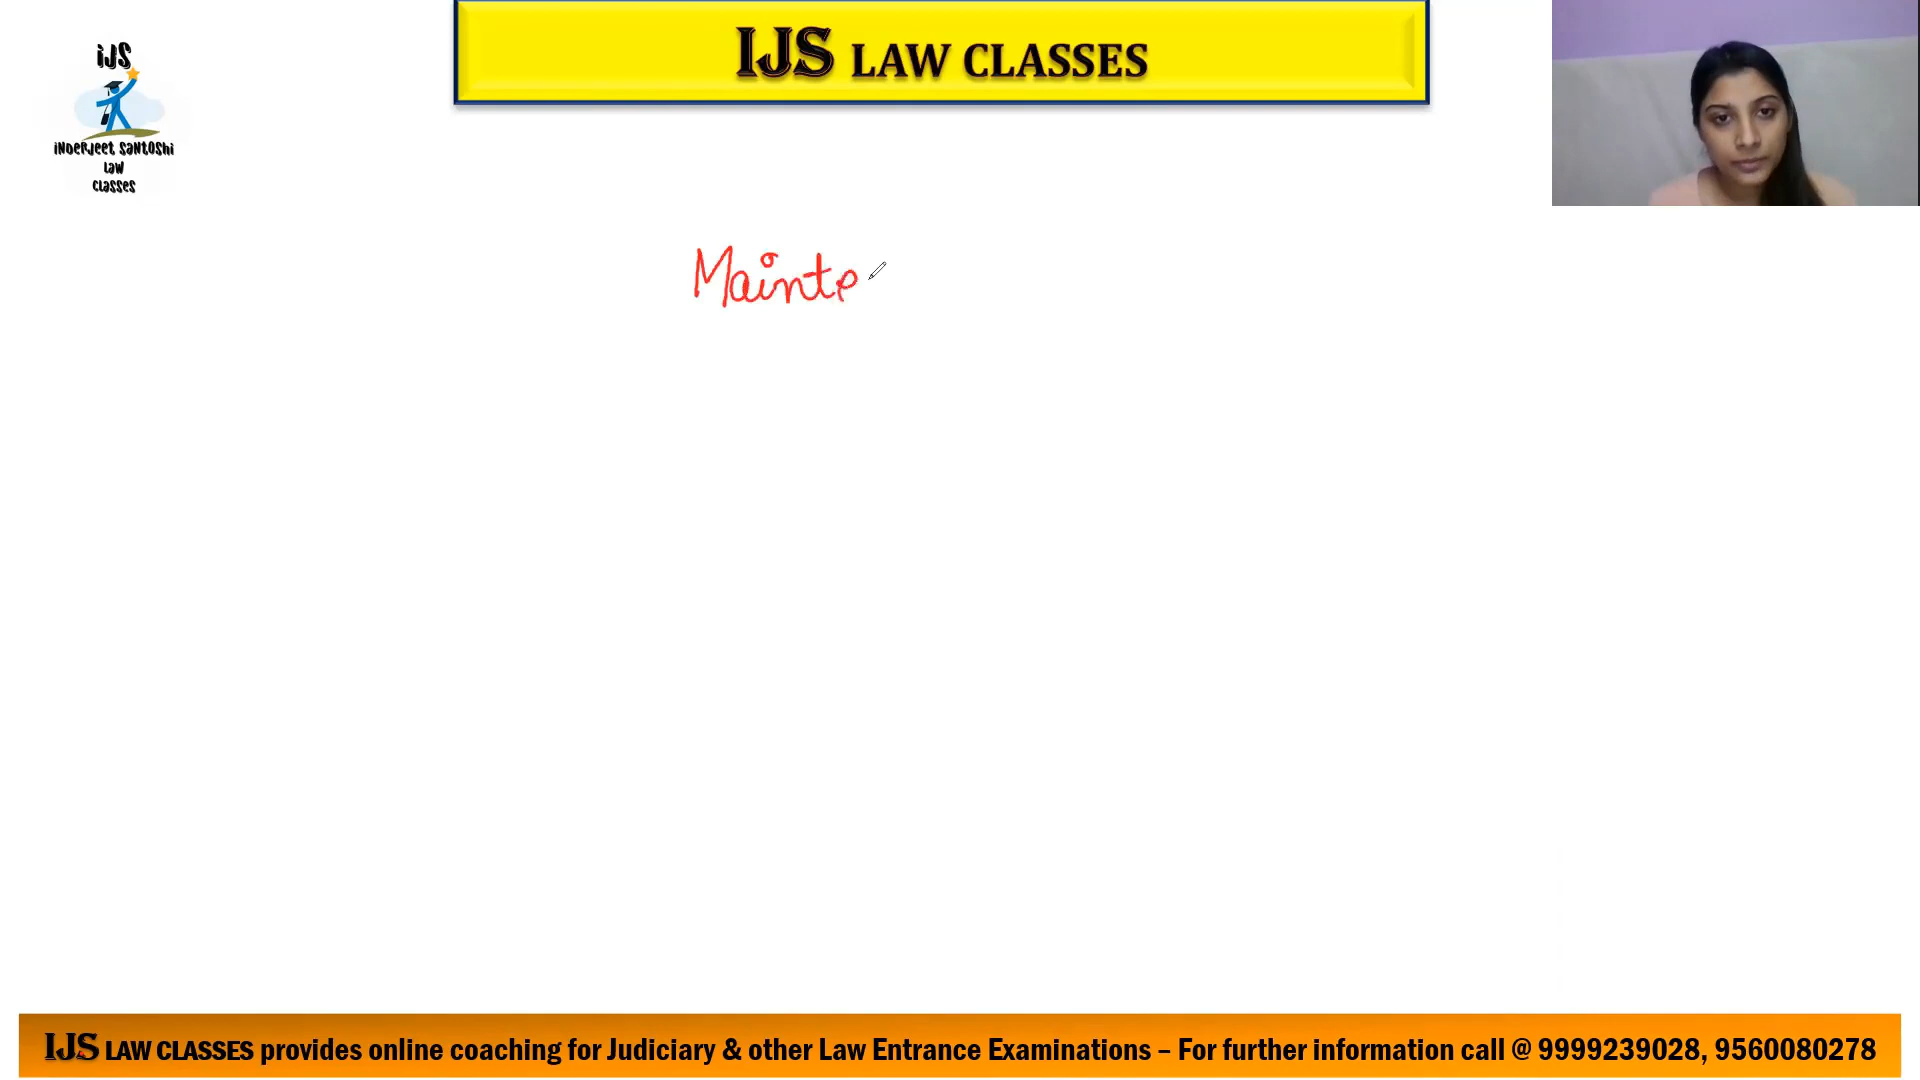 IJS LAW CLASSES
iJS
iNDERJEET SANTOSHi
LAW
CLASSES
Mainte
IJS LAW CLASSES provides online coaching for Judiciary & other Law Entrance Examinations – For further information call @ 9999239028, 9560080278